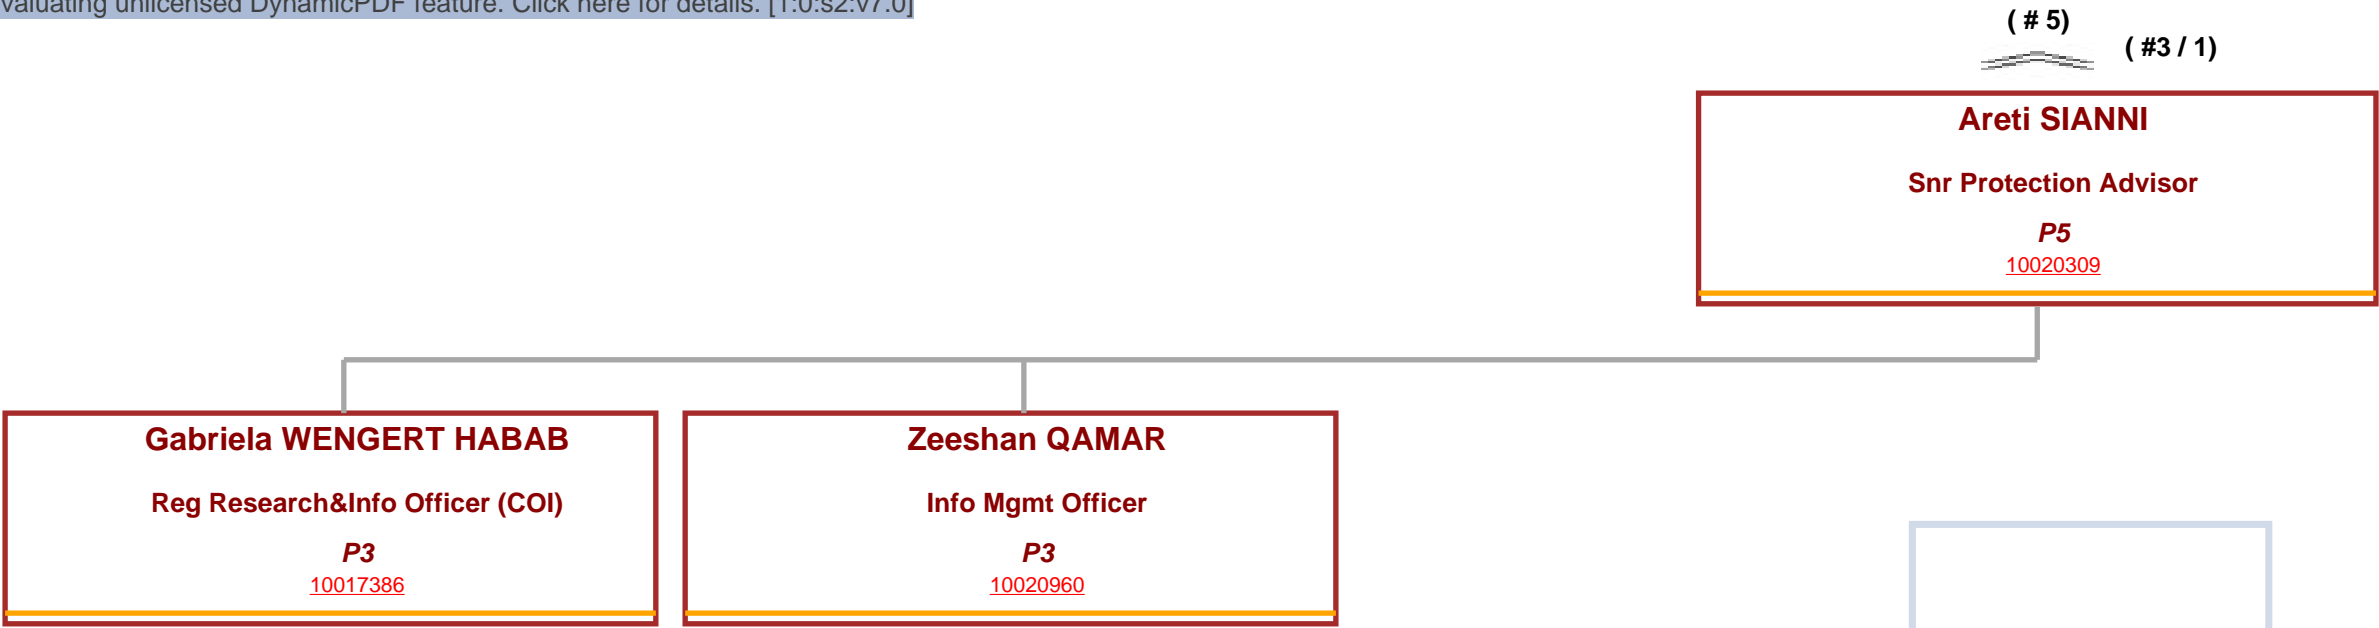 valuating unlicensed DynamicPDF feature. Click here for details. [1:0:s2:v7.0]
( # 5)
( #3 / 1)
Areti SIANNI
Snr Protection Advisor
P5
10020309
Gabriela WENGERT HABAB
Reg Research&Info Officer (COI)
P3
10017386
Zeeshan QAMAR
Info Mgmt Officer
P3
10020960